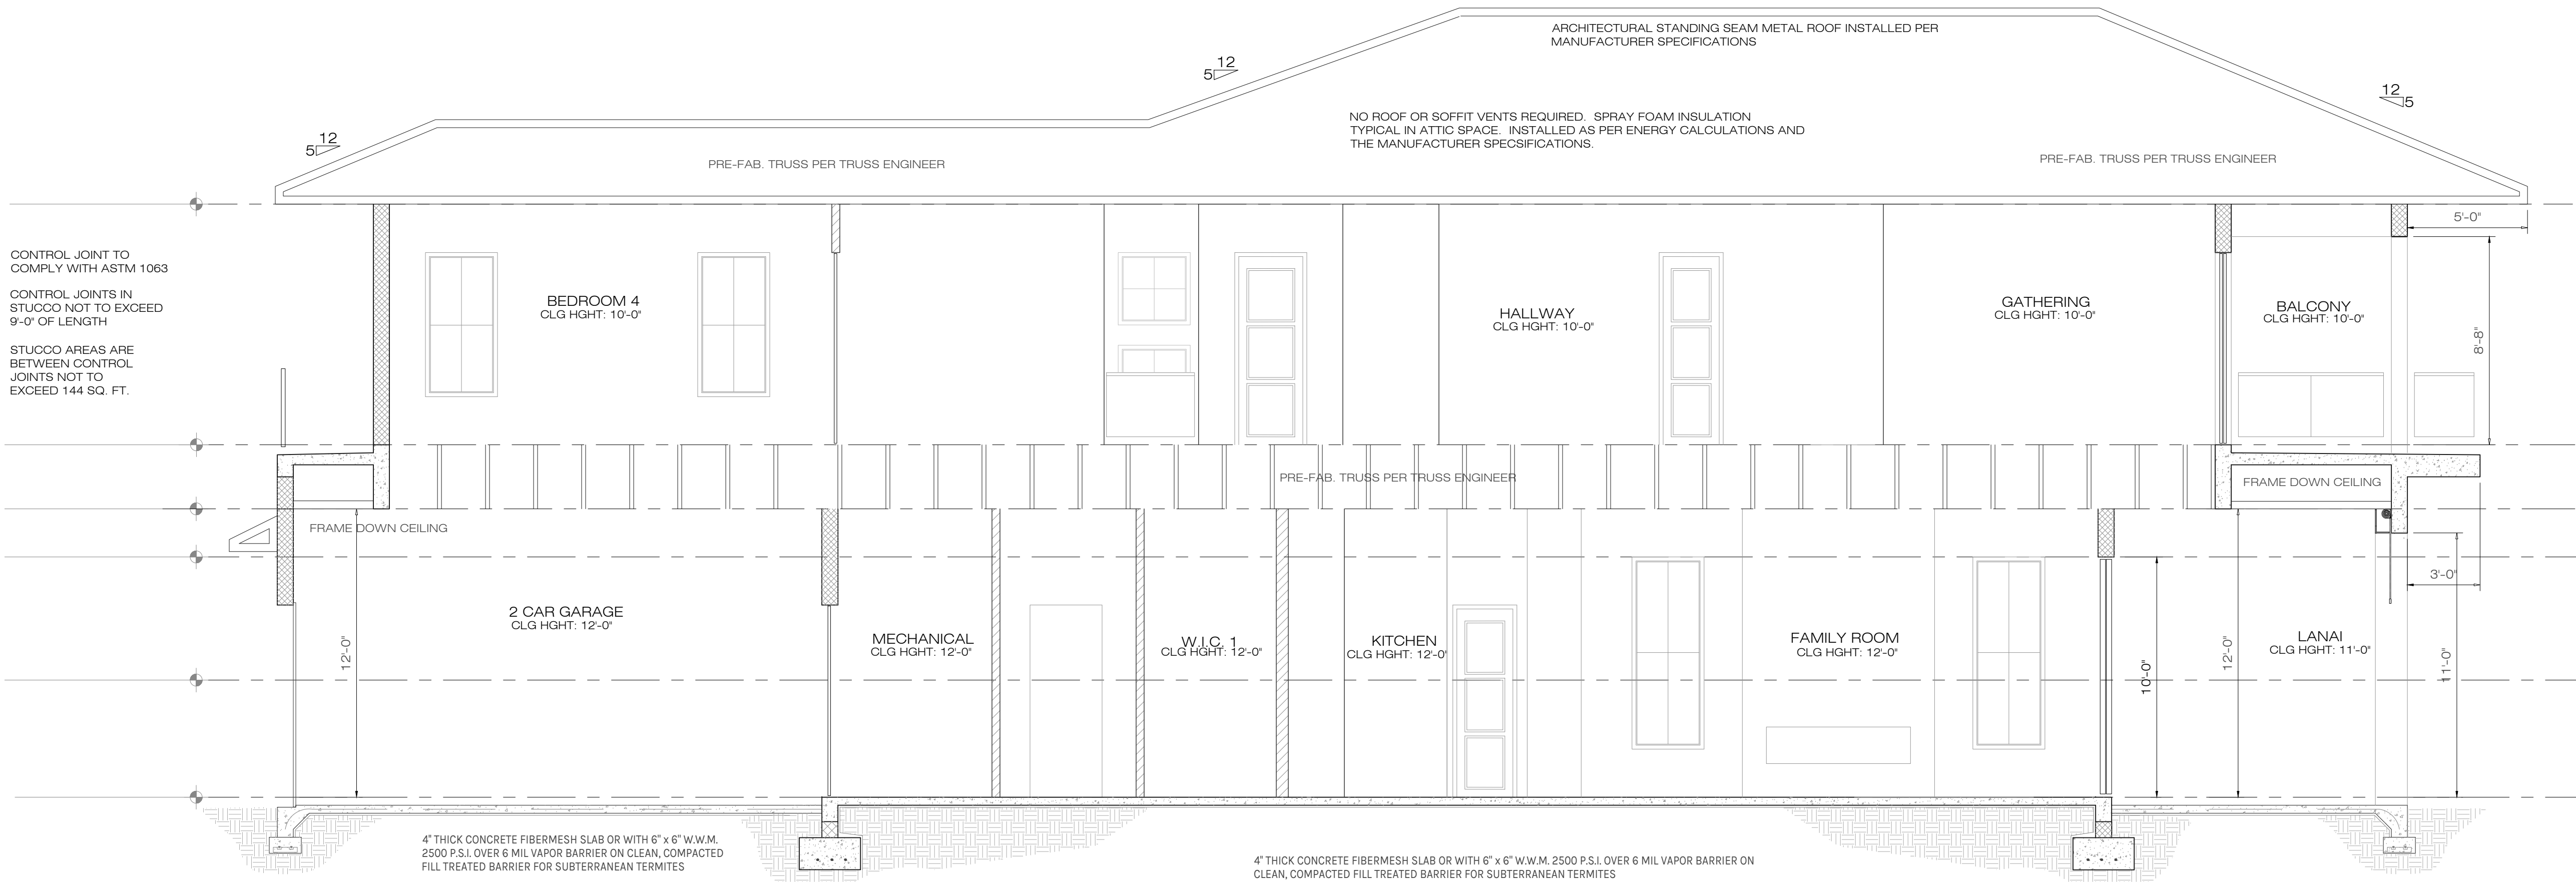 ARCHITECTURAL STANDING SEAM METAL ROOF INSTALLED PER
MANUFACTURER SPECIFICATIONS
12
5
12
5
12
5
NO ROOF OR SOFFIT VENTS REQUIRED. SPRAY FOAM INSULATION
TYPICAL IN ATTIC SPACE. INSTALLED AS PER ENERGY CALCULATIONS AND
THE MANUFACTURER SPECSIFICATIONS.
PRE-FAB. TRUSS PER TRUSS ENGINEER
PRE-FAB. TRUSS PER TRUSS ENGINEER
5'-0"
CONTROL JOINT TO
COMPLY WITH ASTM 1063
CONTROL JOINTS IN
STUCCO NOT TO EXCEED
9'-0" OF LENGTH
STUCCO AREAS ARE
BETWEEN CONTROL
JOINTS NOT TO
EXCEED 144 SQ. FT.
BEDROOM 4
CLG HGHT: 10'-0"
HALLWAY
CLG HGHT: 10'-0"
GATHERING
CLG HGHT: 10'-0"
BALCONY
CLG HGHT: 10'-0"
8'-8"
PRE-FAB. TRUSS PER TRUSS ENGINEER
FRAME DOWN CEILING
FRAME DOWN CEILING
3'-0"
2 CAR GARAGE
CLG HGHT: 12'-0"
12'-0"
MECHANICAL
CLG HGHT: 12'-0"
W.I.C. 1
CLG HGHT: 12'-0"
KITCHEN
CLG HGHT: 12'-0"
FAMILY ROOM
CLG HGHT: 12'-0"
10'-0"
12'-0"
LANAI
CLG HGHT: 11'-0"
11'-0"
4" THICK CONCRETE FIBERMESH SLAB OR WITH 6" x 6" W.W.M.
2500 P.S.I. OVER 6 MIL VAPOR BARRIER ON CLEAN, COMPACTED
FILL TREATED BARRIER FOR SUBTERRANEAN TERMITES
4" THICK CONCRETE FIBERMESH SLAB OR WITH 6" x 6" W.W.M. 2500 P.S.I. OVER 6 MIL VAPOR BARRIER ON
CLEAN, COMPACTED FILL TREATED BARRIER FOR SUBTERRANEAN TERMITES